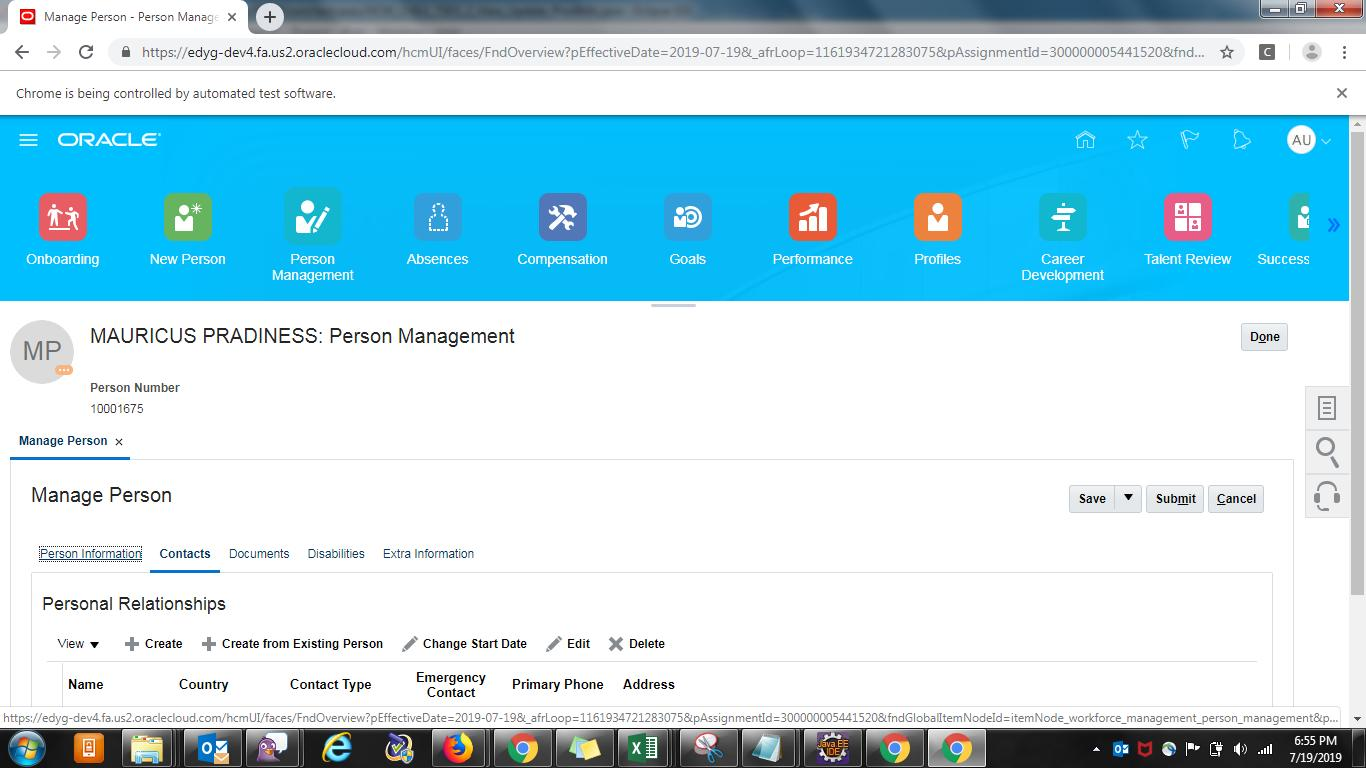 Manage Person - Person Manage
https://edyg-dev4.fa.us2.oraclecloud.com/hcmUI/faces/FndOverview?pEffectiveDate=2019-07-19&_afrLoop=1161934721283075&pAssignmentId=300000005441520&fnd...
C
Chrome is being controlled by automated test software.
ORACLE
AU
Onboarding
New Person
Person Management
Absences
Compensation
Goals
Performance
Profiles
Career Development
Talent Review
Success
MP
MAURICUS PRADINESS: Person Management
Done
Person Number
10001675
Manage Person
Manage Person
Save
Submit
Cancel
Person Information
Contacts
Documents
Disabilities
Extra Information
Personal Relationships
View
Create
Create from Existing Person
Change Start Date
Edit
Delete
Name
Country
Contact Type
Emergency Contact
Primary Phone
Address
https://edyg-dev4.fa.us2.oraclecloud.com/hcmUI/faces/FndOverview?pEffectiveDate=2019-07-19&_afrLoop=1161934721283075&pAssignmentId=300000005441520&fndGlobalItemNodeId=itemNode_workforce_management_person_management&p...
Java EE
IDE
6:55 PM
7/19/2019